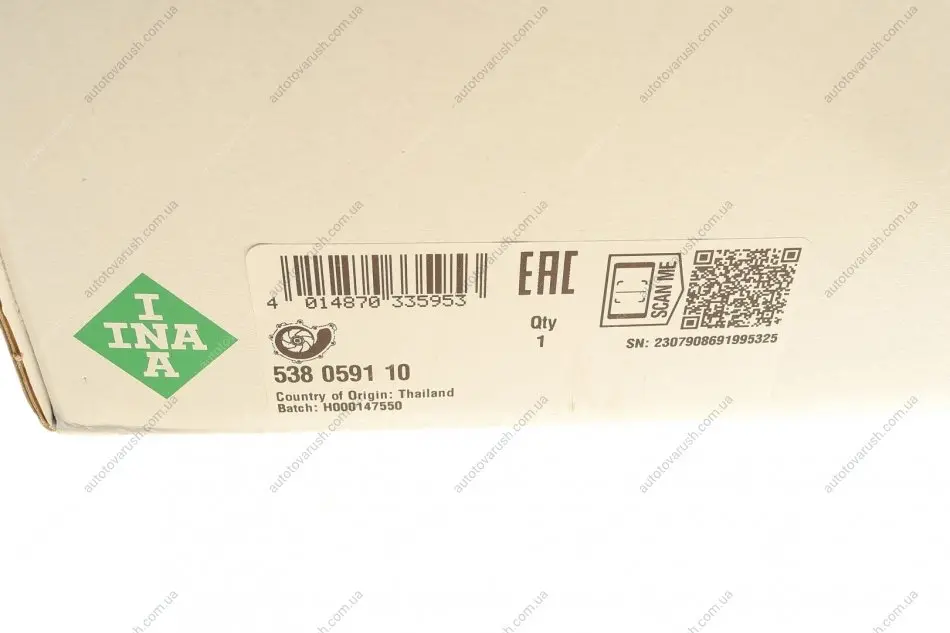 I
INA
A
4 014870 335953
538 0591 10
Country of Origin: Thailand
Batch: H000147550
EAC
Qty
1
SCAN ME
SN: 2307908691995325
autotovarush.com.ua